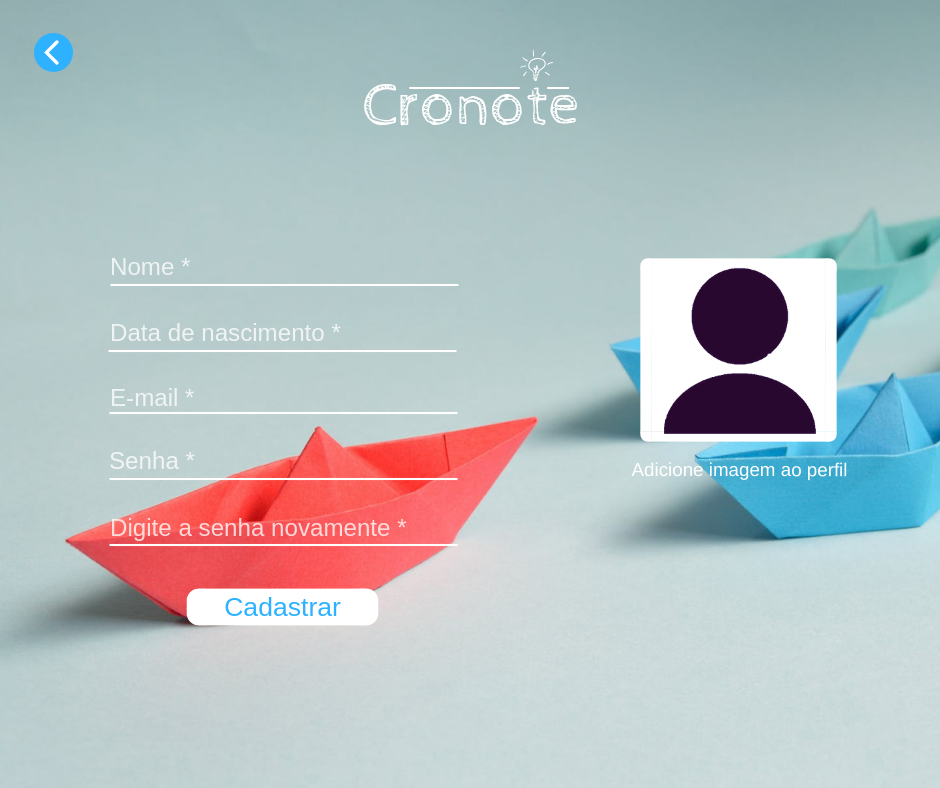 Cronote
Nome *
Data de nascimento *
E-mail *
Senha *
Digite a senha novamente *
Cadastrar
Adicione imagem ao perfil